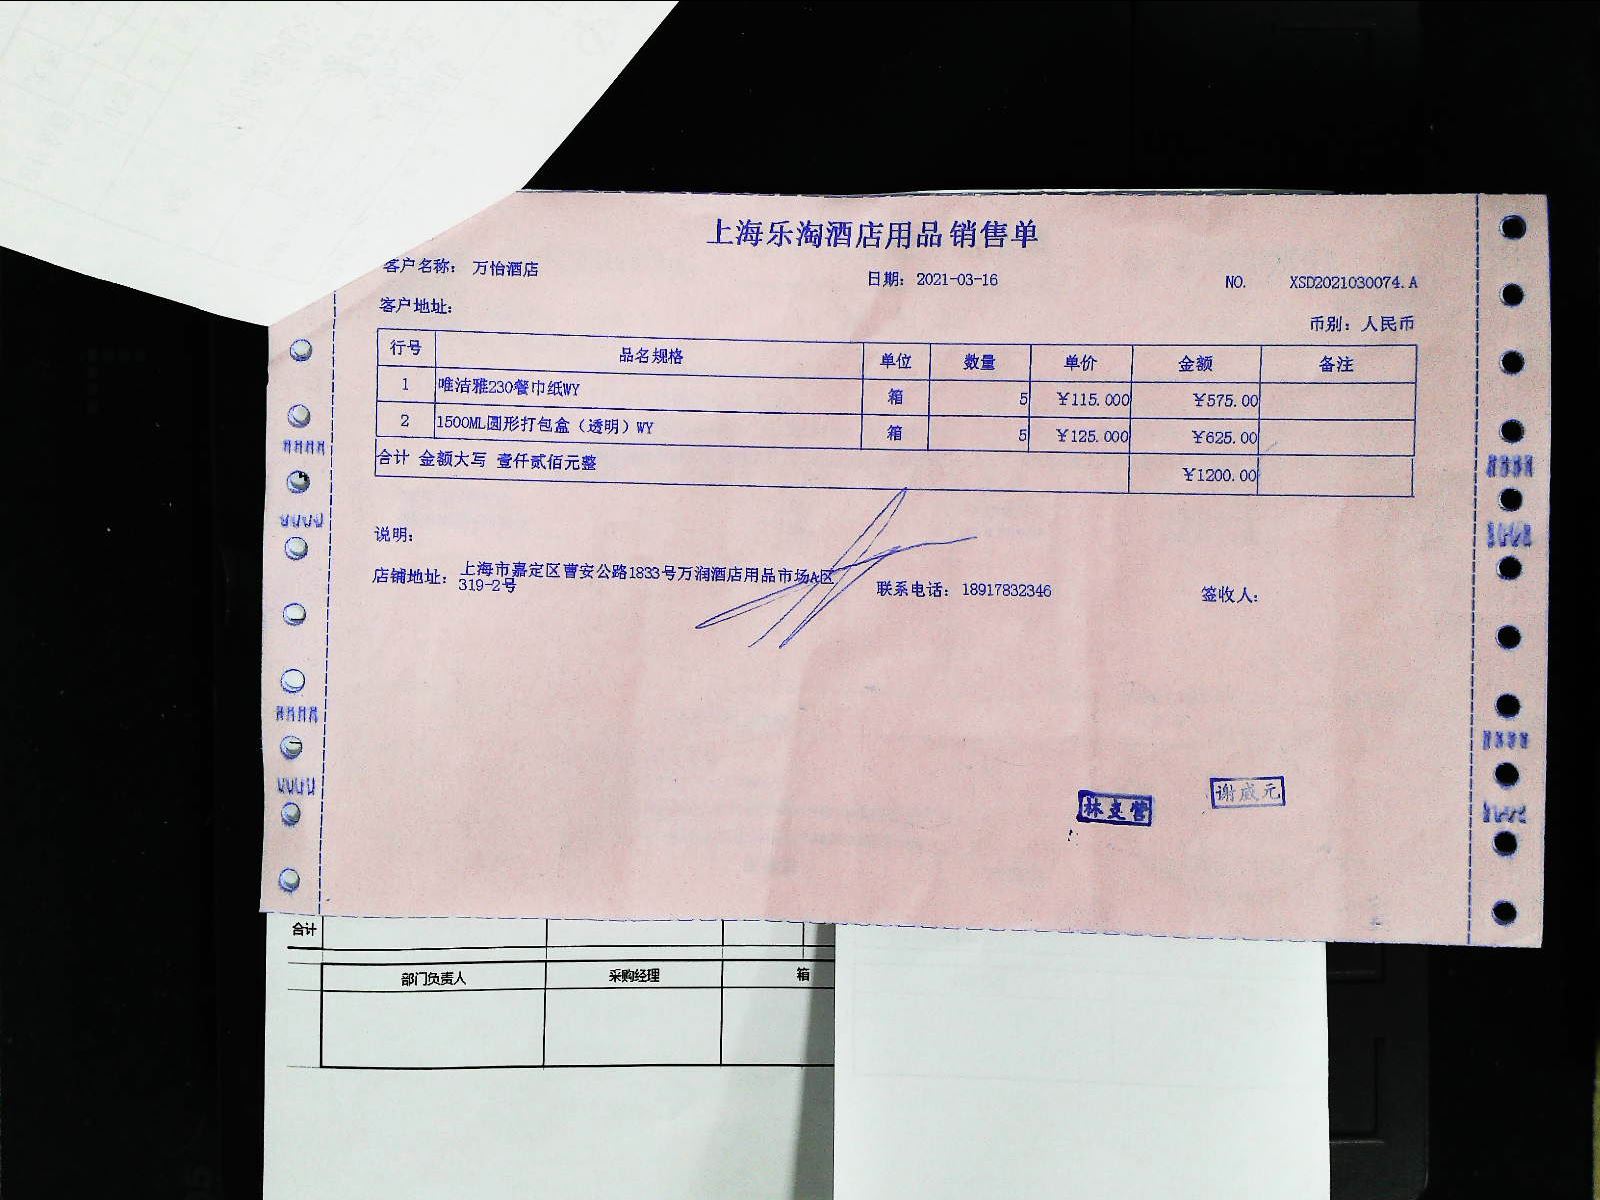 上海乐淘酒店用品 销售单
客户名称： 万怡酒店 日期： 2021-03-16 NO. XSD2021030074.A
客户地址：
币别：人民币
行号 品名规格 单位 数量 单价 金额 备注
1 唯洁雅230餐巾纸WY 箱 5 ￥115.000 ￥575.00
2 1500ML圆形打包盒（透明）WY 箱 5 ￥125.000 ￥625.00
合计 金额大写 壹仟贰佰元整 ￥1200.00
说明：
店铺地址： 上海市嘉定区曹安公路1833号万润酒店用品市场A区
319-2号
联系电话： 18917832346 签收人：
合计
部门负责人 采购经理